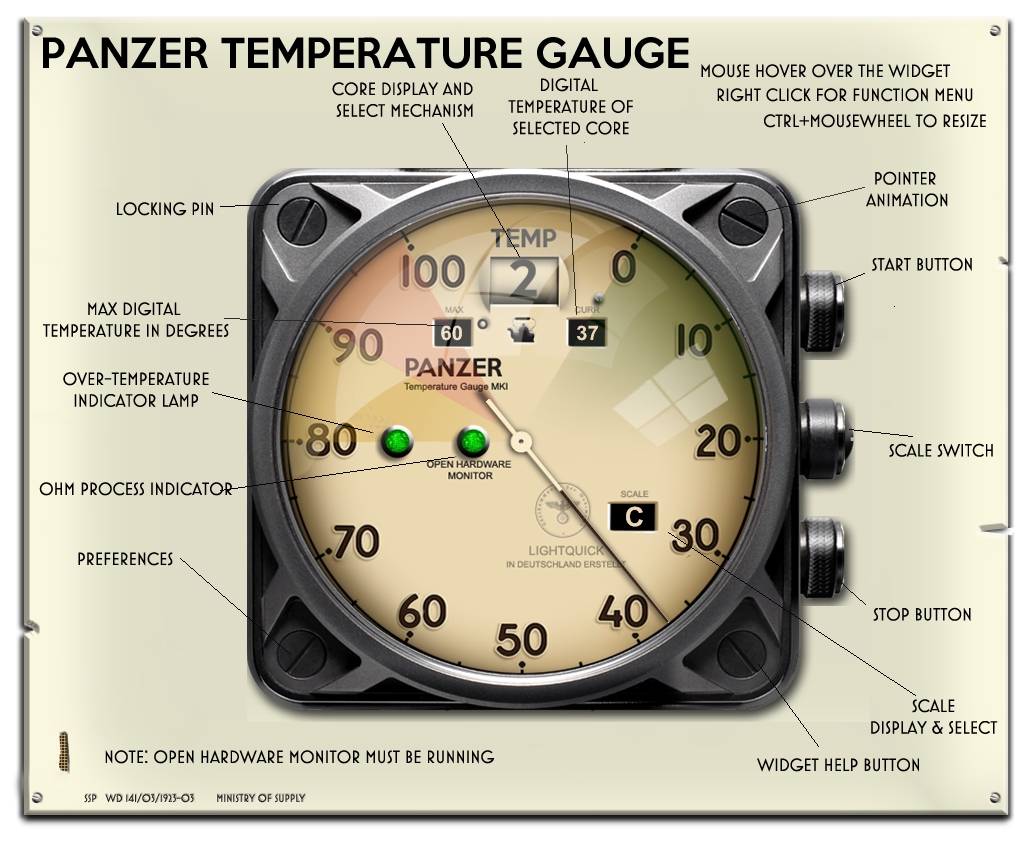 PANZER TEMPERATURE GAUGE
MOUSE HOVER OVER THE WIDGET
RIGHT CLICK FOR FUNCTION MENU
CTRL+MOUSEWHEEL TO RESIZE
CORE DISPLAY AND
SELECT MECHANISM
DIGITAL
TEMPERATURE OF
SELECTED CORE
POINTER
ANIMATION
LOCKING PIN
START BUTTON
MAX DIGITAL
TEMPERATURE IN DEGREES
OVER-TEMPERATURE
INDICATOR LAMP
SCALE SWITCH
OHM PROCESS INDICATOR
PREFERENCES
STOP BUTTON
SCALE
DISPLAY & SELECT
WIDGET HELP BUTTON
TEMP
100
2
0
MAX
CURR
60 °
37
90
10
PANZER
Temperature Gauge MKI
80
20
OPEN HARDWARE
MONITOR
SCALE
C
70
30
LIGHTQUICK
IN DEUTSCHLAND ERSTELLT
60
40
50
NOTE: OPEN HARDWARE MONITOR MUST BE RUNNING
SSP WD 141/03/1923-03 MINISTRY OF SUPPLY